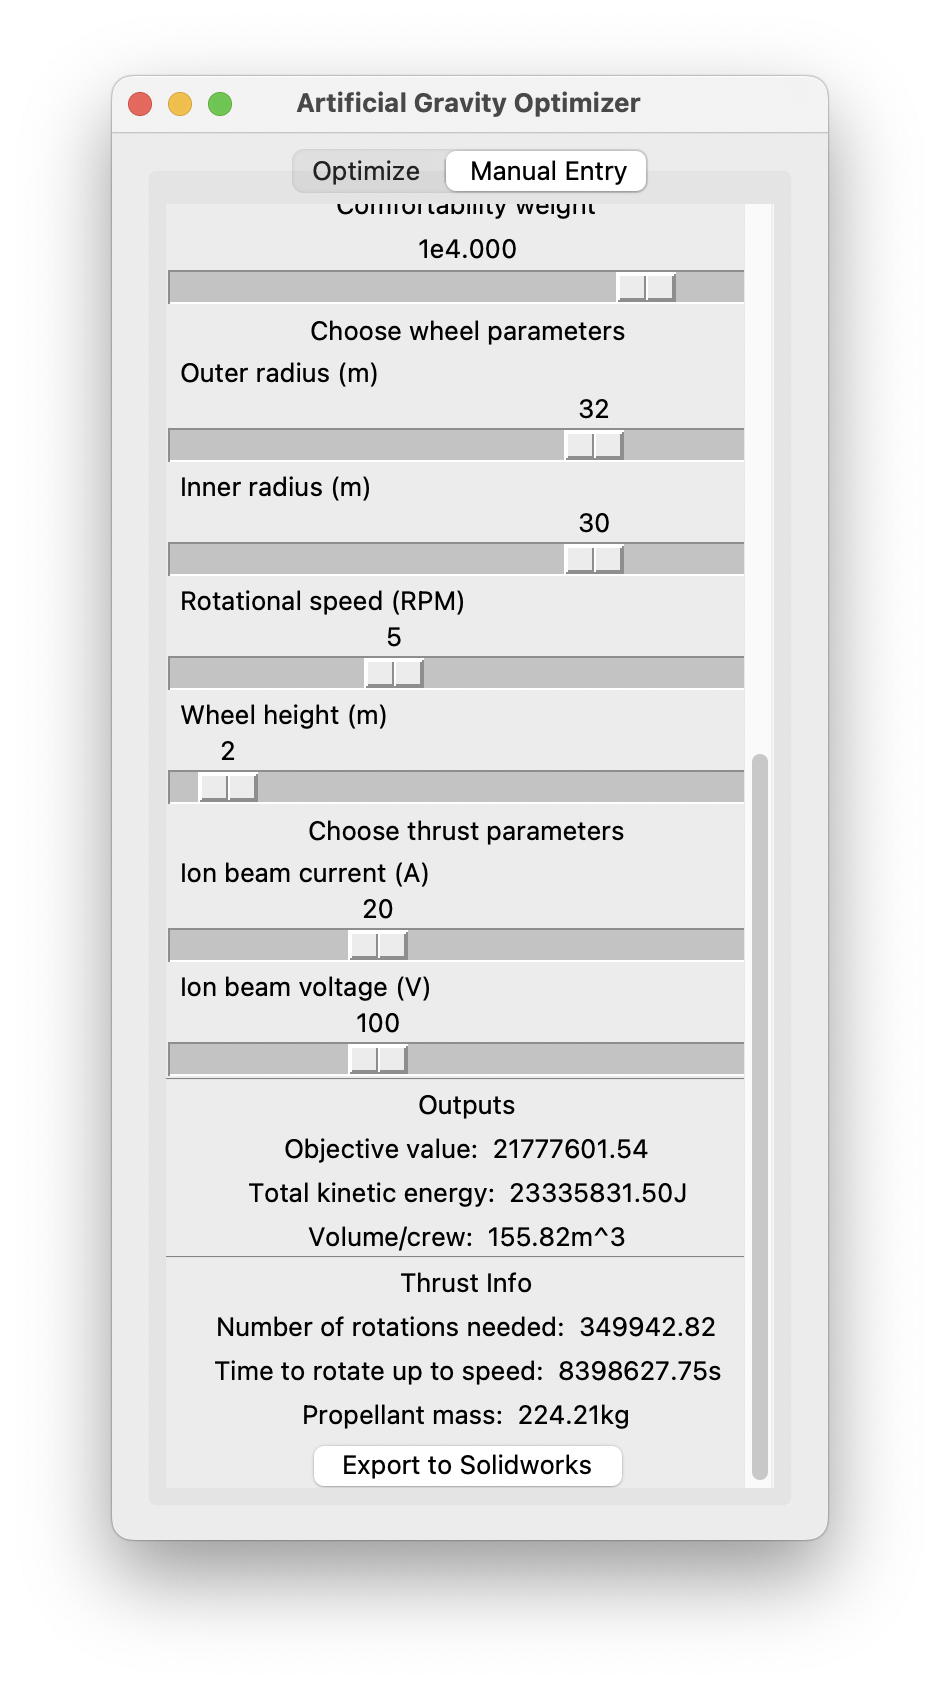 Artificial Gravity Optimizer
Optimize Manual Entry
Comfortability weight
1e4.000
Choose wheel parameters
Outer radius (m)
32
Inner radius (m)
30
Rotational speed (RPM)
5
Wheel height (m)
2
Choose thrust parameters
Ion beam current (A)
20
Ion beam voltage (V)
100
Outputs
Objective value: 21777601.54
Total kinetic energy: 23335831.50J
Volume/crew: 155.82m^3
Thrust Info
Number of rotations needed: 349942.82
Time to rotate up to speed: 8398627.75s
Propellant mass: 224.21kg
Export to Solidworks